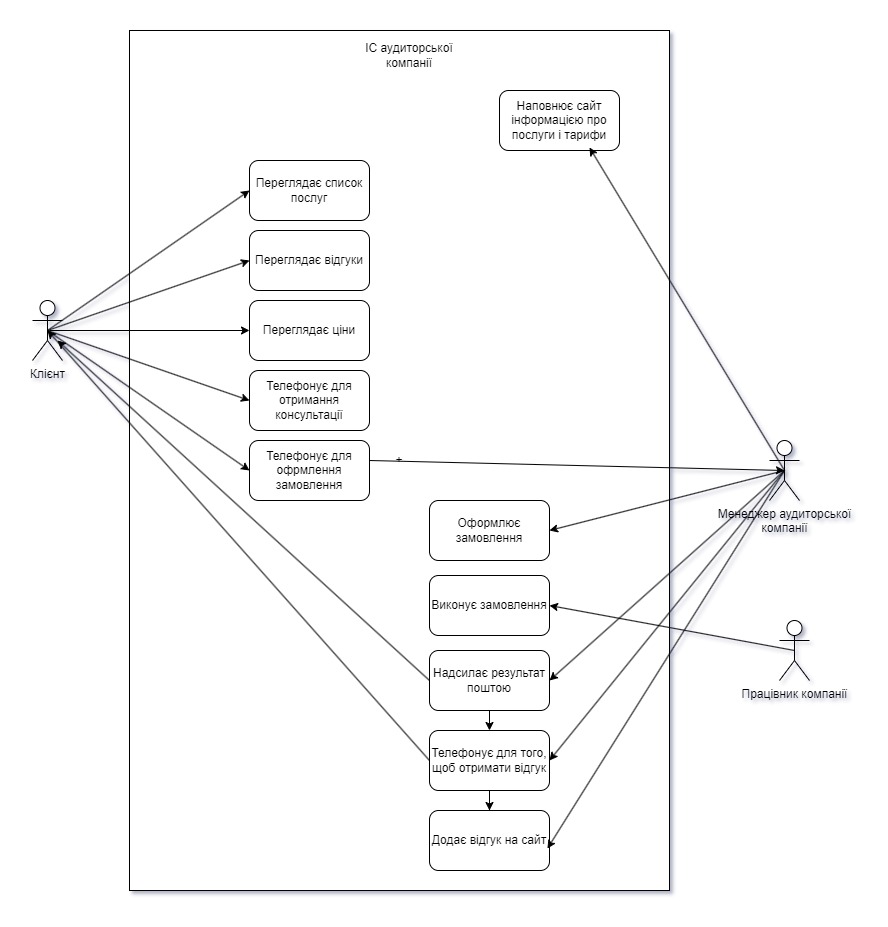 ІС аудиторської
компанії
Наповнює сайт
інформацією про
послуги і тарифи
Переглядає список
послуг
Переглядає відгуки
Переглядає ціни
Клієнт
Телефонує для
отримання
консультації
Телефонує для
офрмлення
замовлення
Менеджер аудиторської
компанії
Оформлює
замовлення
Виконує замовлення
Надсилає результат
поштою
Працівник компанії
Телефонує для того,
щоб отримати відгук
Додає відгук на сайт